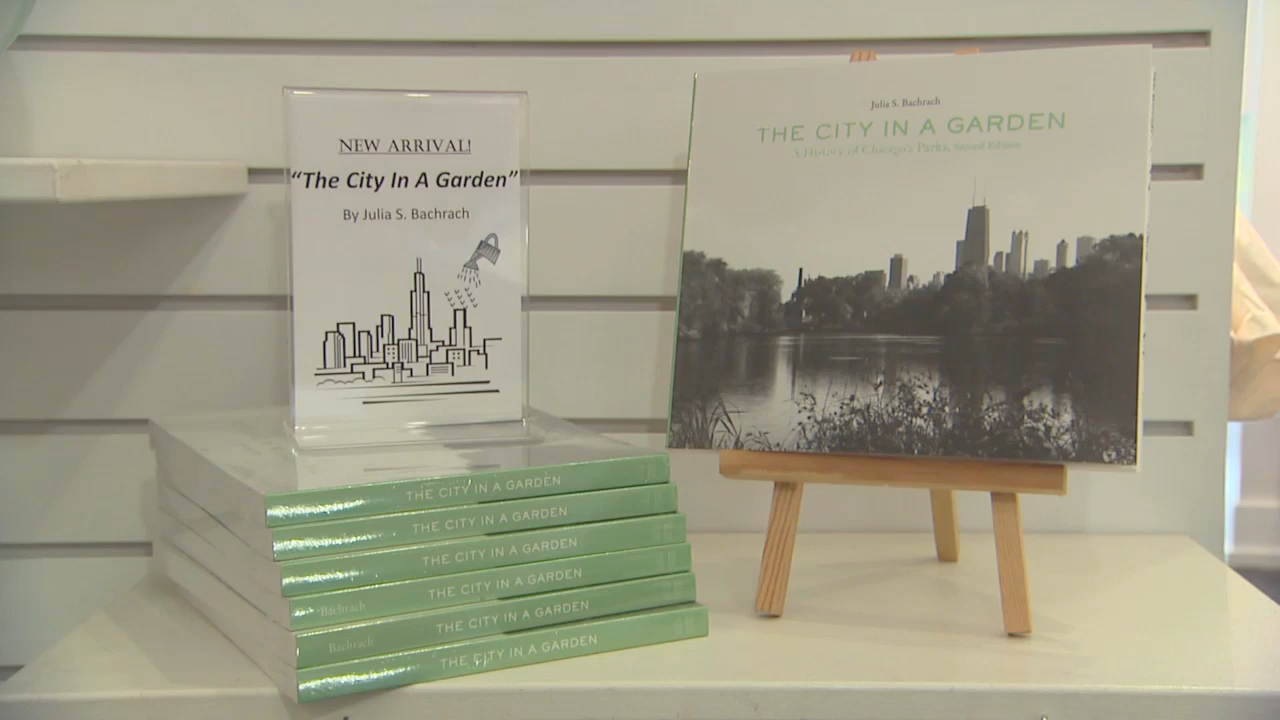 NEW ARRIVAL!
“The City In A Garden”
By Julia S. Bachrach
Julia S. Bachrach
THE CITY IN A GARDEN
A History of Chicago's Parks, Second Edition
THE CITY IN A GARDEN
THE CITY IN A GARDEN
THE CITY IN A GARDEN
Bachrach THE CITY IN A GARDEN
Bachrach THE CITY IN A GARDEN
THE CITY IN A GARDEN